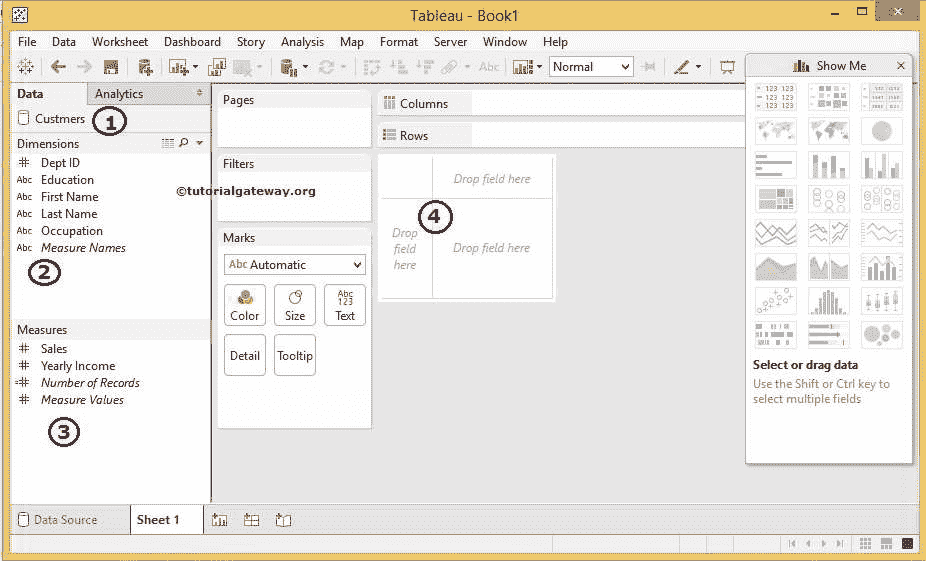 Tableau - Book1
File Data Worksheet Dashboard Story Analysis Map Format Server Window Help
Abc Normal
Show Me
Data Analytics
Custmers
1
Dimensions
Dept ID
Abc Education
Abc First Name
Abc Last Name
Abc Occupation
Abc Measure Names
2
Measures
Sales
Yearly Income
Number of Records
Measure Values
3
Pages
Filters
©tutorialgateway.org
Marks
Abc Automatic
Color Size Abc 123 Text
Detail Tooltip
Columns
Rows
Drop field here
4
Drop field here
Drop field here
Select or drag data
Use the Shift or Ctrl key to
select multiple fields
Data Source Sheet 1